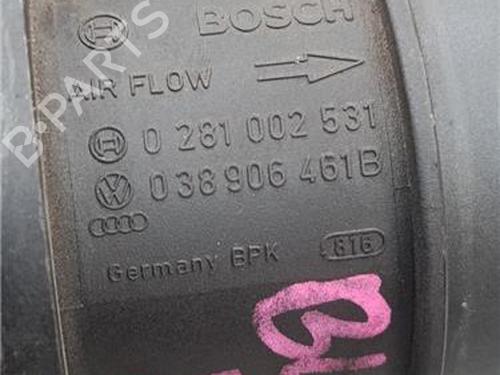 BOSCH
AIR FLOW
0 281 002 531
038 906 461B
Germany BPK
816
B-PARTS